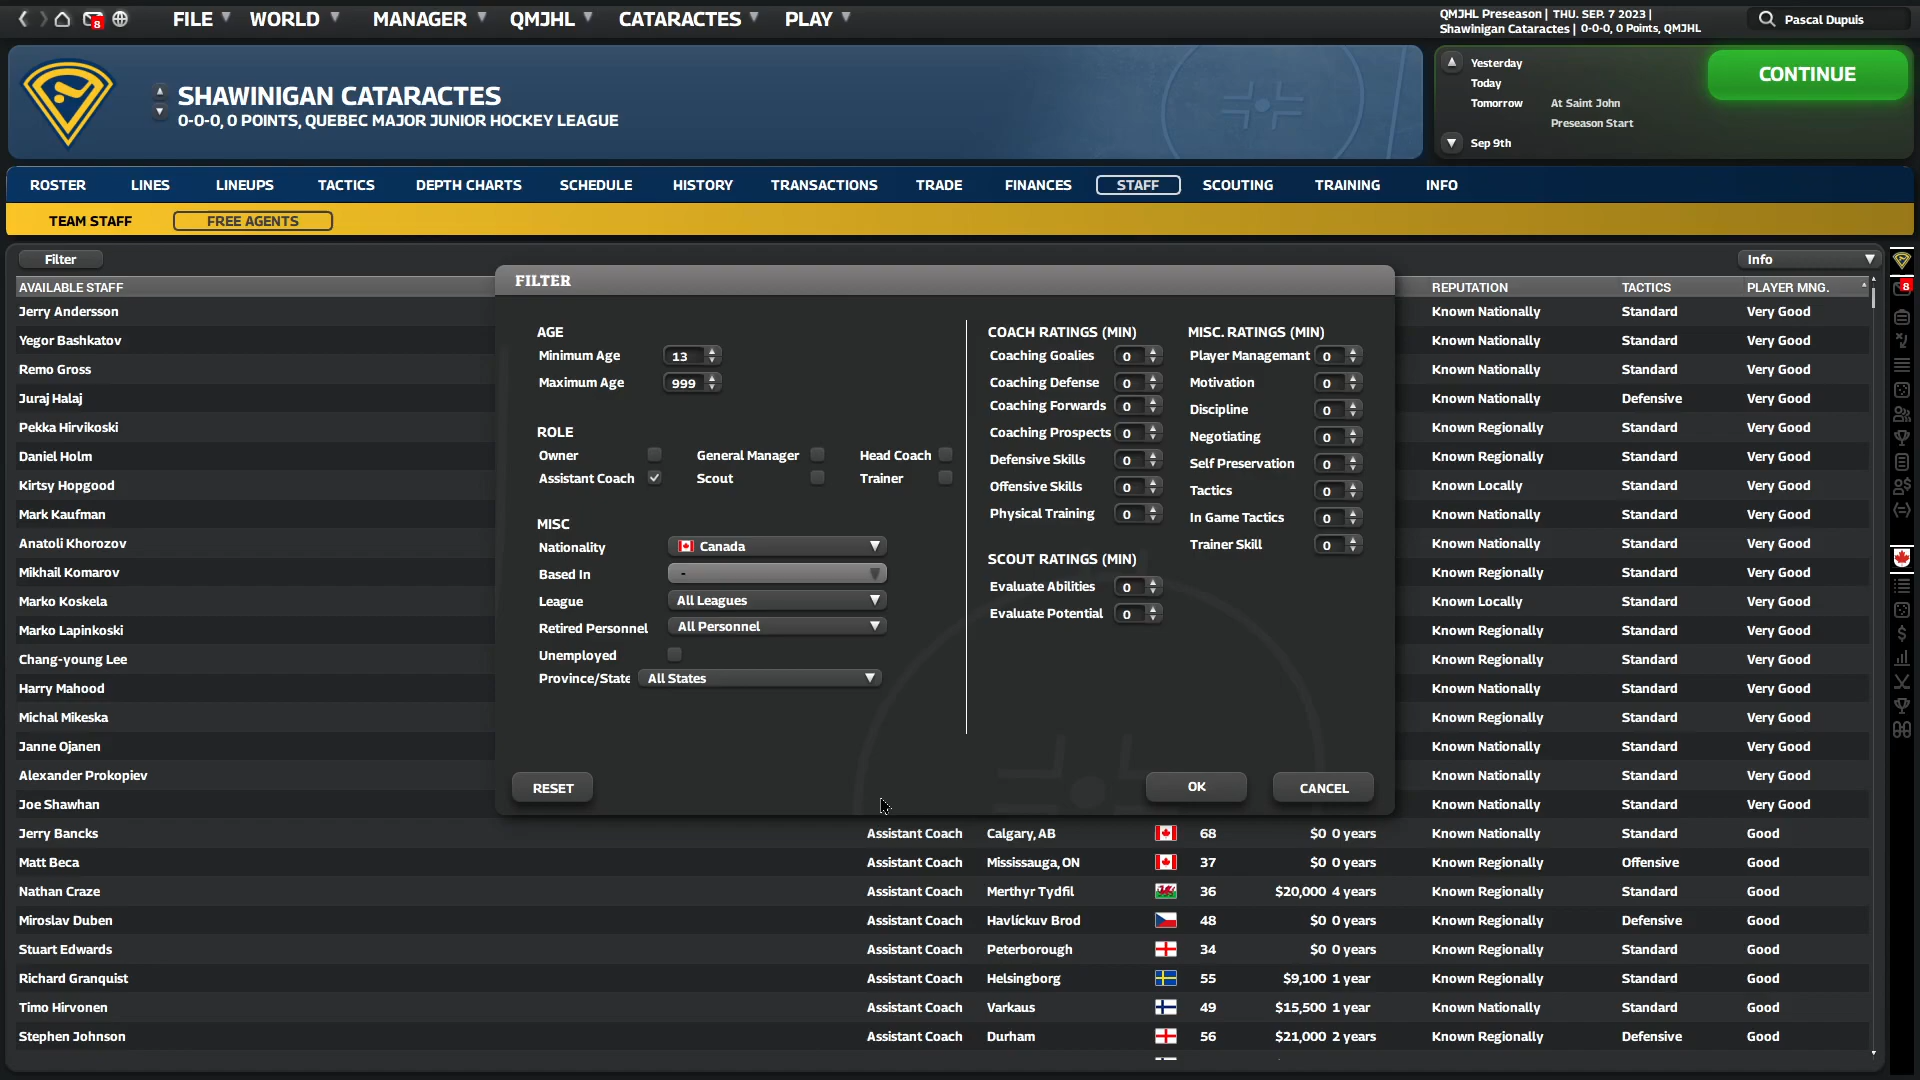 8
FILE
WORLD
MANAGER
QMJHL
CATARACTES
PLAY
QMJHL Preseason | THU. SEP. 7 2023 |
Shawinigan Cataractes | 0-0-0, 0 Points, QMJHL
Pascal Dupuis
SHAWINIGAN CATARACTES
0-0-0, 0 POINTS, QUEBEC MAJOR JUNIOR HOCKEY LEAGUE
Yesterday
Today
Tomorrow At Saint John
Preseason Start
Sep 9th
CONTINUE
ROSTER LINES LINEUPS TACTICS DEPTH CHARTS SCHEDULE HISTORY TRANSACTIONS TRADE FINANCES STAFF SCOUTING TRAINING INFO
TEAM STAFF FREE AGENTS
Filter
Info
AVAILABLE STAFF REPUTATION TACTICS PLAYER MNG.
8
Jerry Andersson Known Nationally Standard Very Good
Yegor Bashkatov Known Nationally Standard Very Good
Remo Gross Known Nationally Standard Very Good
Juraj Halaj Known Nationally Defensive Very Good
Pekka Hirvikoski Known Regionally Standard Very Good
Daniel Holm Known Regionally Standard Very Good
Kirtsy Hopgood Known Locally Standard Very Good
Mark Kaufman Known Nationally Standard Very Good
Anatoli Khorozov Known Nationally Standard Very Good
Mikhail Komarov Known Regionally Standard Very Good
Marko Koskela Known Locally Standard Very Good
Marko Lapinkoski Known Regionally Standard Very Good
Chang-young Lee Known Regionally Standard Very Good
Harry Mahood Known Nationally Standard Very Good
Michal Mikeska Known Regionally Standard Very Good
Janne Ojanen Known Nationally Standard Very Good
Alexander Prokopiev Known Nationally Standard Very Good
Joe Shawhan Known Nationally Standard Very Good
Jerry Bancks Assistant Coach Calgary, AB 68 $0 0 years Known Nationally Standard Good
Matt Beca Assistant Coach Mississauga, ON 37 $0 0 years Known Regionally Offensive Good
Nathan Craze Assistant Coach Merthyr Tydfil 36 $20,000 4 years Known Regionally Standard Good
Miroslav Duben Assistant Coach Havlíckuv Brod 48 $0 0 years Known Regionally Defensive Good
Stuart Edwards Assistant Coach Peterborough 34 $0 0 years Known Regionally Standard Good
Richard Granquist Assistant Coach Helsingborg 55 $9,100 1 year Known Regionally Standard Good
Timo Hirvonen Assistant Coach Varkaus 49 $15,500 1 year Known Nationally Standard Good
Stephen Johnson Assistant Coach Durham 56 $21,000 2 years Known Regionally Defensive Good
FILTER
AGE
Minimum Age 13
Maximum Age 999
ROLE
Owner General Manager Head Coach
Assistant Coach Scout Trainer
MISC
Nationality Canada
Based In -
League All Leagues
Retired Personnel All Personnel
Unemployed
Province/State All States
COACH RATINGS (MIN)
Coaching Goalies 0
Coaching Defense 0
Coaching Forwards 0
Coaching Prospects 0
Defensive Skills 0
Offensive Skills 0
Physical Training 0
SCOUT RATINGS (MIN)
Evaluate Abilities 0
Evaluate Potential 0
MISC. RATINGS (MIN)
Player Managemant 0
Motivation 0
Discipline 0
Negotiating 0
Self Preservation 0
Tactics 0
In Game Tactics 0
Trainer Skill 0
RESET
OK
CANCEL